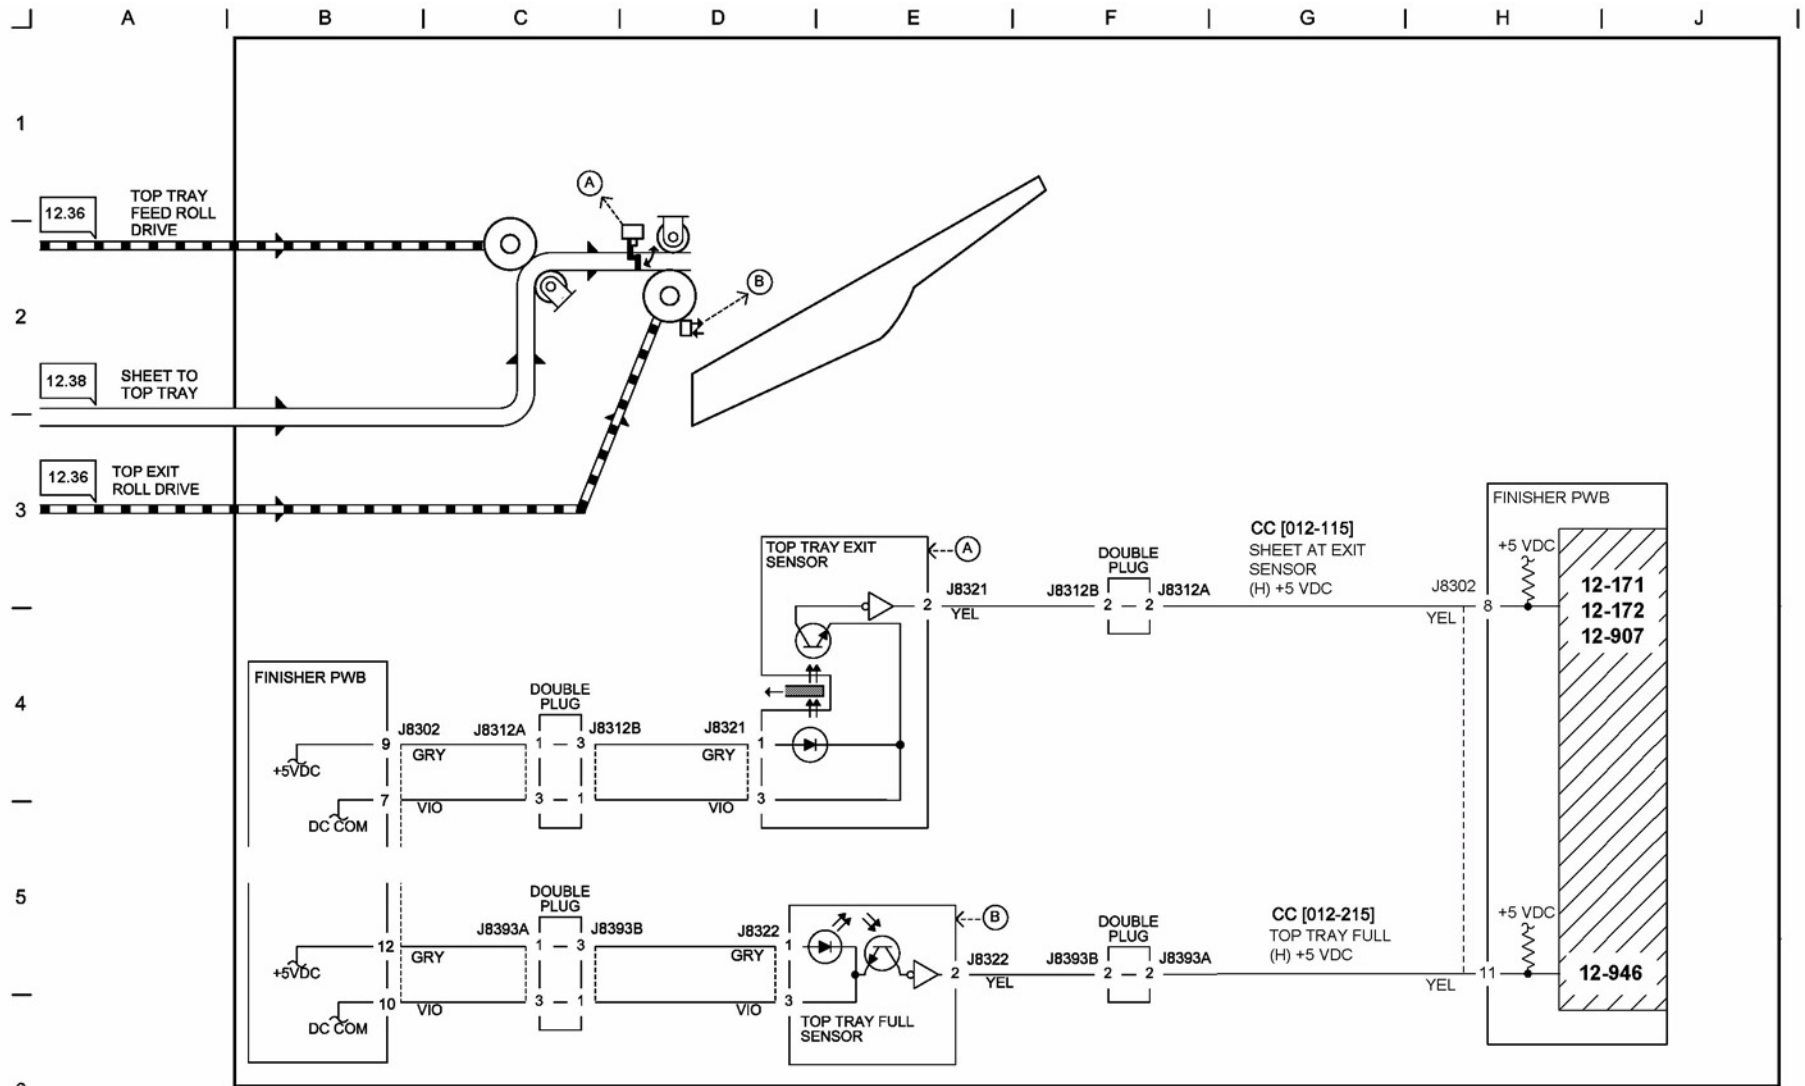 A B C D E F G H J
1
A
12.36
TOP TRAY
FEED ROLL
DRIVE
B
2
12.38
SHEET TO
TOP TRAY
12.36
TOP EXIT
ROLL DRIVE
3
FINISHER PWB
TOP TRAY EXIT
SENSOR
A
DOUBLE
PLUG
CC [012-115]
SHEET AT EXIT
SENSOR
(H) +5 VDC
+5 VDC
12-171
12-172
12-907
2
J8321
YEL
J8312B
2
2
J8312A
J8302
YEL
8
FINISHER PWB
4
DOUBLE
PLUG
9
J8302
GRY
J8312A
1
3
J8312B
J8321
GRY
1
+5VDC
7
VIO
3
1
VIO
3
DC COM
5
DOUBLE
PLUG
B
DOUBLE
PLUG
CC [012-215]
TOP TRAY FULL
(H) +5 VDC
+5 VDC
12
GRY
J8393A
1
3
J8393B
J8322
GRY
1
+5VDC
2
J8322
YEL
J8393B
2
2
J8393A
YEL
11
12-946
10
VIO
3
1
VIO
3
DC COM
TOP TRAY FULL
SENSOR